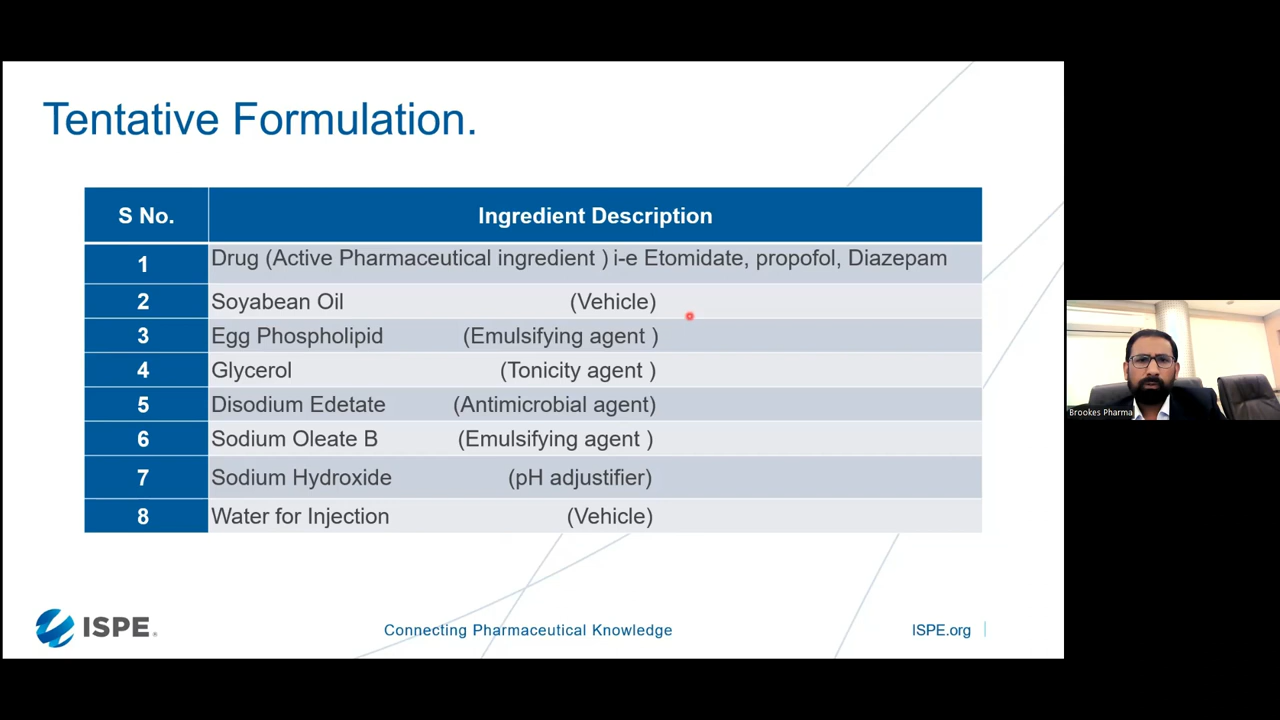 Tentative Formulation.
S No. Ingredient Description
1 Drug (Active Pharmaceutical ingredient ) i-e Etomidate, propofol, Diazepam
2 Soyabean Oil (Vehicle)
3 Egg Phospholipid (Emulsifying agent )
4 Glycerol (Tonicity agent )
5 Disodium Edetate (Antimicrobial agent)
6 Sodium Oleate B (Emulsifying agent )
7 Sodium Hydroxide (pH adjustifier)
8 Water for Injection (Vehicle)
Brookes Pharma
ISPE® Connecting Pharmaceutical Knowledge ISPE.org